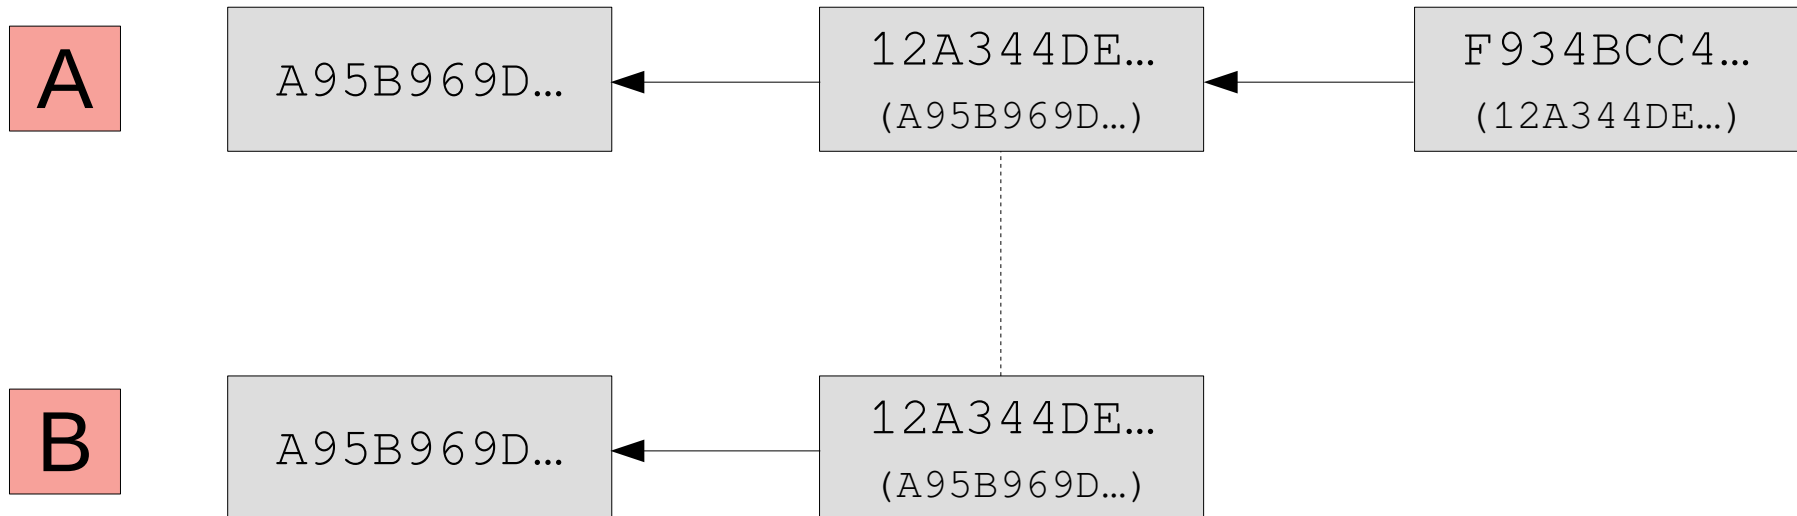 A
A95B969D…
12A344DE…
(A95B969D…)
F934BCC4…
(12A344DE…)
B
A95B969D…
12A344DE…
(A95B969D…)